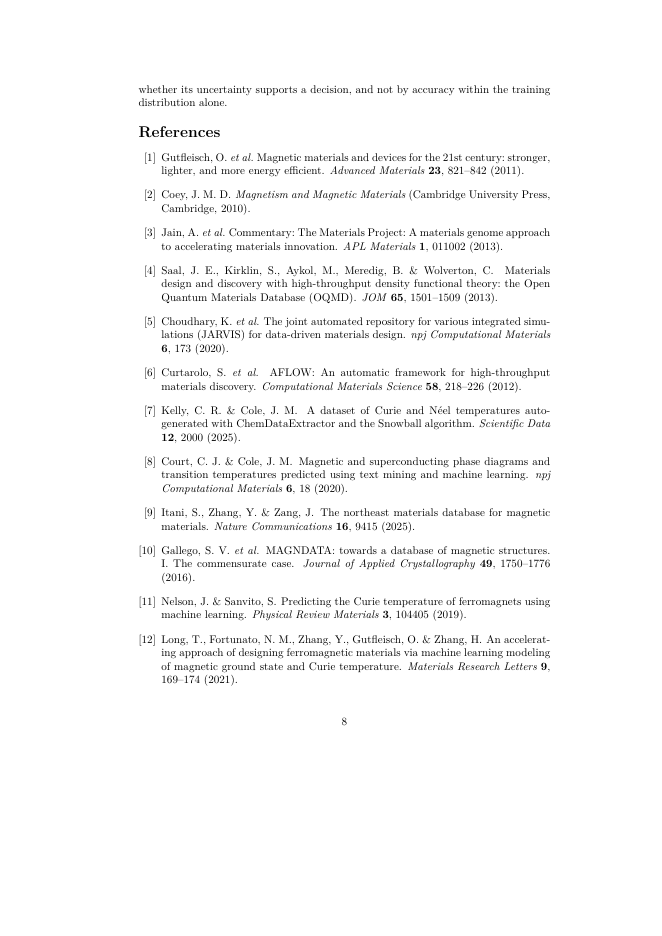 whether its uncertainty supports a decision, and not by accuracy within the training
distribution alone.
References
[1] Gutfleisch, O. et al. Magnetic materials and devices for the 21st century: stronger,
lighter, and more energy efficient. Advanced Materials 23, 821–842 (2011).
[2] Coey, J. M. D. Magnetism and Magnetic Materials (Cambridge University Press,
Cambridge, 2010).
[3] Jain, A. et al. Commentary: The Materials Project: A materials genome approach
to accelerating materials innovation. APL Materials 1, 011002 (2013).
[4] Saal, J. E., Kirklin, S., Aykol, M., Meredig, B. & Wolverton, C. Materials
design and discovery with high-throughput density functional theory: the Open
Quantum Materials Database (OQMD). JOM 65, 1501–1509 (2013).
[5] Choudhary, K. et al. The joint automated repository for various integrated simu-
lations (JARVIS) for data-driven materials design. npj Computational Materials
6, 173 (2020).
[6] Curtarolo, S. et al. AFLOW: An automatic framework for high-throughput
materials discovery. Computational Materials Science 58, 218–226 (2012).
[7] Kelly, C. R. & Cole, J. M. A dataset of Curie and Néel temperatures auto-
generated with ChemDataExtractor and the Snowball algorithm. Scientific Data
12, 2000 (2025).
[8] Court, C. J. & Cole, J. M. Magnetic and superconducting phase diagrams and
transition temperatures predicted using text mining and machine learning. npj
Computational Materials 6, 18 (2020).
[9] Itani, S., Zhang, Y. & Zang, J. The northeast materials database for magnetic
materials. Nature Communications 16, 9415 (2025).
[10] Gallego, S. V. et al. MAGNDATA: towards a database of magnetic structures.
I. The commensurate case. Journal of Applied Crystallography 49, 1750–1776
(2016).
[11] Nelson, J. & Sanvito, S. Predicting the Curie temperature of ferromagnets using
machine learning. Physical Review Materials 3, 104405 (2019).
[12] Long, T., Fortunato, N. M., Zhang, Y., Gutfleisch, O. & Zhang, H. An accelerat-
ing approach of designing ferromagnetic materials via machine learning modeling
of magnetic ground state and Curie temperature. Materials Research Letters 9,
169–174 (2021).
8